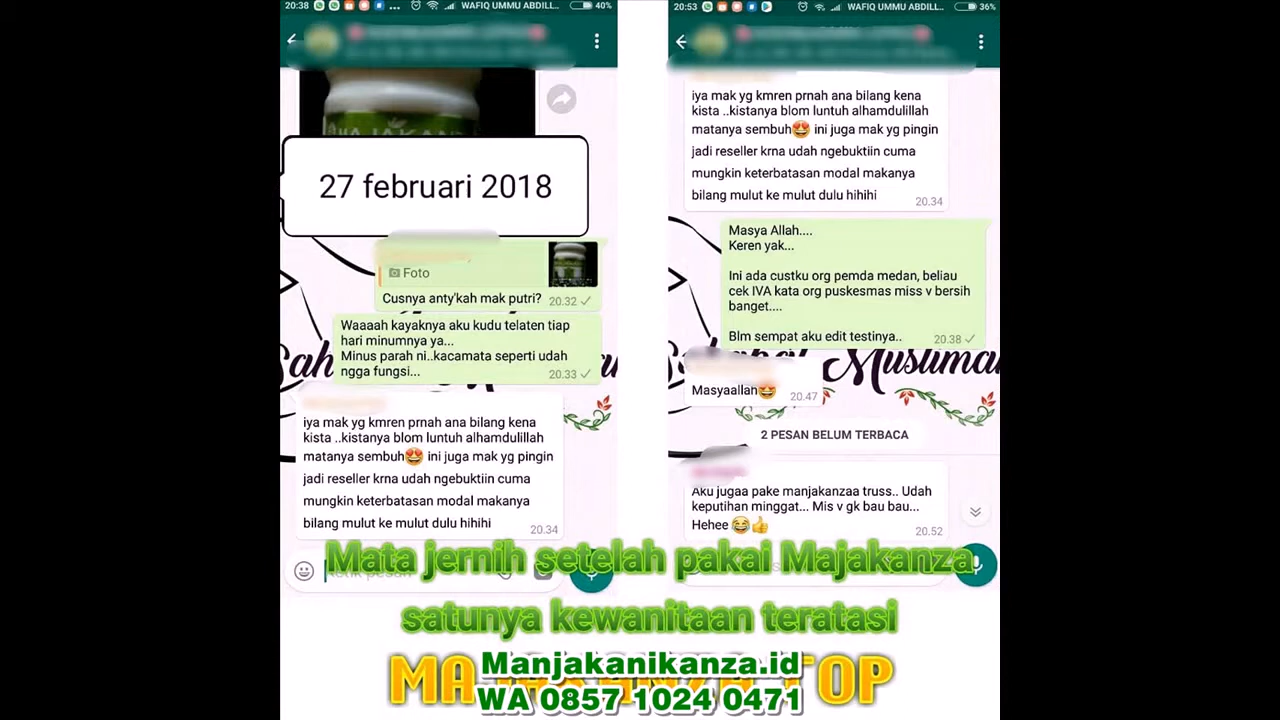 20:38
WAFIQ UMMU ABDILL...
40%
27 februari 2018
Foto
Cusnya anty'kah mak putri?
20.32
Waaaah kayaknya aku kudu telaten tiap
hari minumnya ya...
Minus parah ni..kacamata seperti udah
ngga fungsi...
20.33
iya mak yg kmren prnah ana bilang kena
kista ..kistanya blom luntuh alhamdulillah
matanya sembuh😍 ini juga mak yg pingin
jadi reseller krna udah ngebuktiin cuma
mungkin keterbatasan modal makanya
bilang mulut ke mulut dulu hihihi
20.34
20:53
WAFIQ UMMU ABDILL...
36%
iya mak yg kmren prnah ana bilang kena
kista ..kistanya blom luntuh alhamdulillah
matanya sembuh😍 ini juga mak yg pingin
jadi reseller krna udah ngebuktiin cuma
mungkin keterbatasan modal makanya
bilang mulut ke mulut dulu hihihi
20.34
Masya Allah....
Keren yak...
Ini ada custku org pemda medan, beliau
cek IVA kata org puskesmas miss v bersih
banget....
Blm sempat aku edit testinya..
20.38
Muslimah
Masyaallah😍
20.47
2 PESAN BELUM TERBACA
Aku jugaa pake manjakanzaa truss.. Udah
keputihan minggat... Mis v gk bau bau...
Hehee 😂👍
20.52
Mata jernih setelah pakai Majakanza
satunya kewanitaan teratasi
Manjakanikanza.id
WA 0857 1024 0471